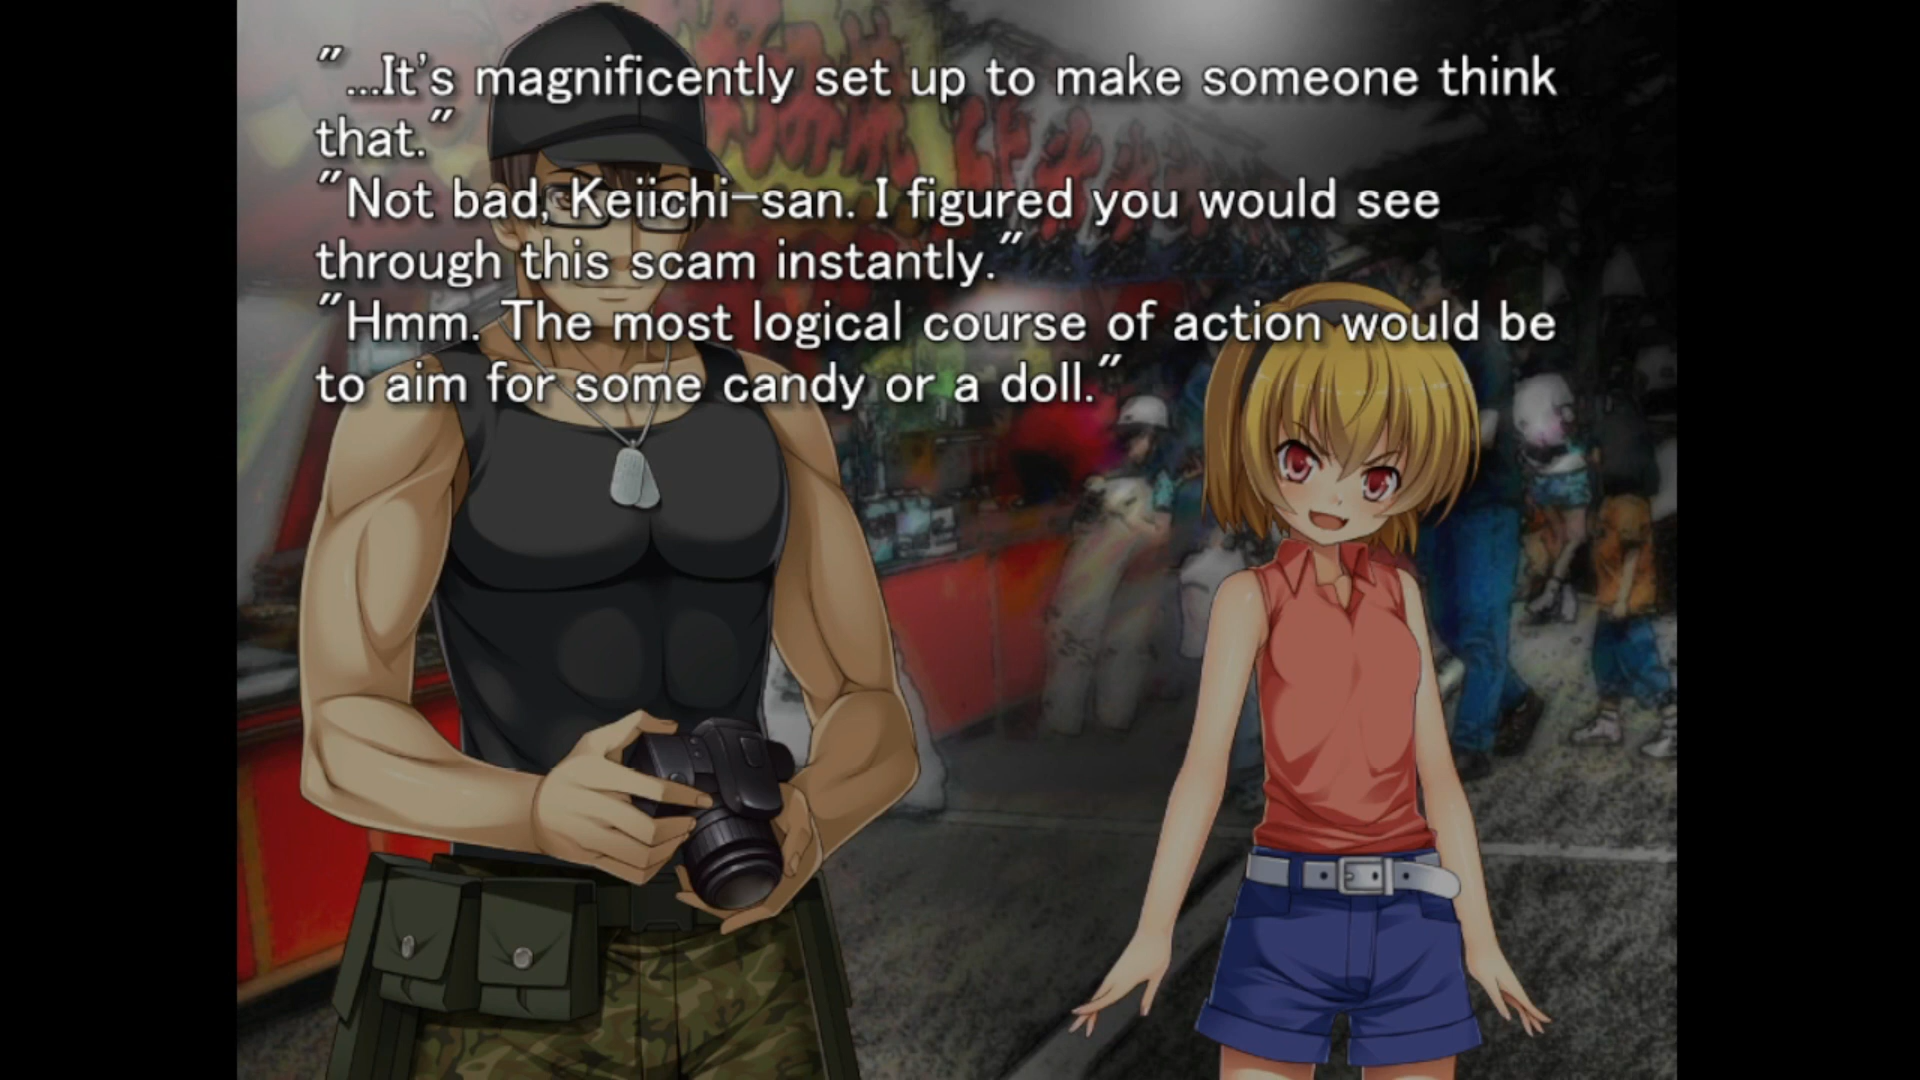 "...It's magnificently set up to make someone think
that."
"Not bad, Keiichi-san. I figured you would see
through this scam instantly."
"Hmm. The most logical course of action would be
to aim for some candy or a doll."